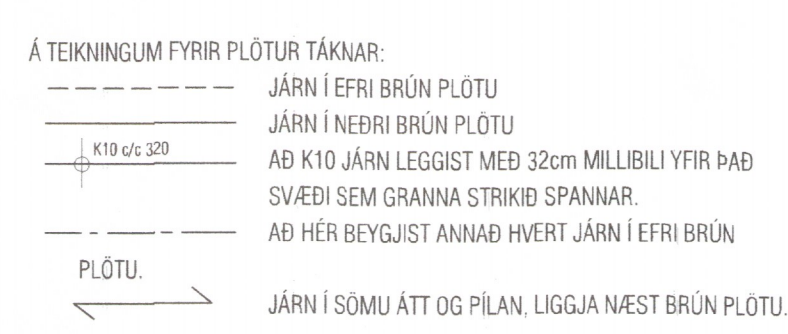 Á TEIKNINGUM FYRIR PLÖTUR TÁKNAR:
JÁRN Í EFRI BRÚN PLÖTU
JÁRN Í NEÐRI BRÚN PLÖTU
K10 c/c 320
AÐ K10 JÁRN LEGGIST MEÐ 32cm MILLIBILI YFIR ÞAÐ
SVÆÐI SEM GRANNA STRIKIÐ SPANNAR.
AÐ HÉR BEYGJIST ANNAÐ HVERT JÁRN Í EFRI BRÚN
PLÖTU.
JÁRN Í SÖMU ÁTT OG PÍLAN, LIGGJA NÆST BRÚN PLÖTU.